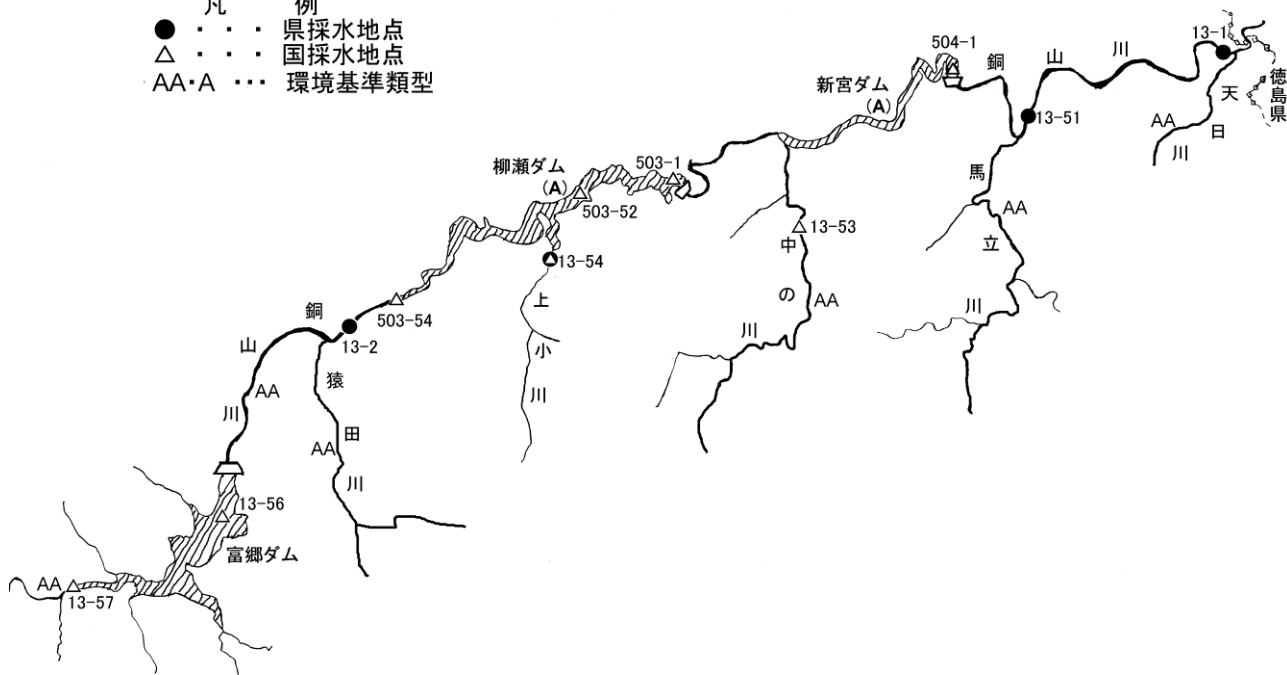 凡 例
● ・ ・ ・ 県採水地点
△ ・ ・ ・ 国採水地点
AA・A ・・・ 環境基準類型
504-1
銅山川
13-1
徳島県
天日川
AA
新宮ダム
(A)
13-51
馬立川
AA
柳瀬ダム
(A)
503-1
503-52
13-53
中の川
AA
13-54
上小川
503-54
銅山川
AA
13-2
猿田川
AA
13-56
富郷ダム
AA
13-57